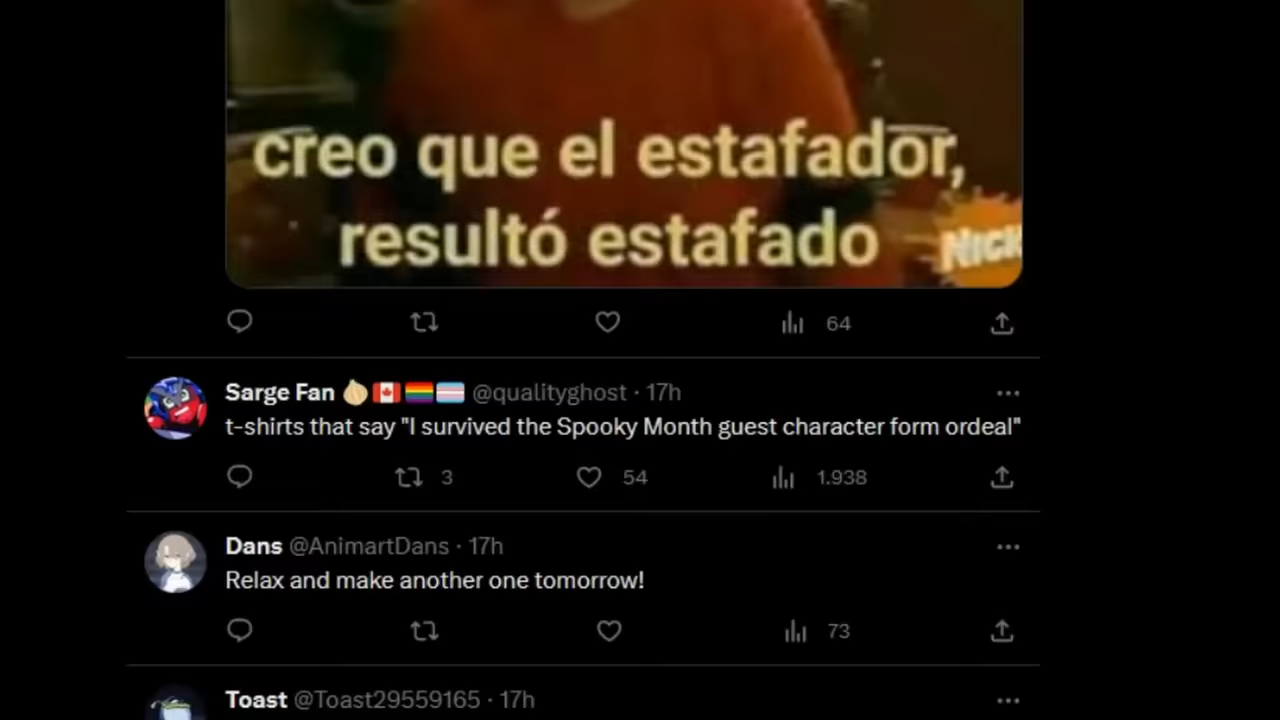 creo que el estafador,
resultó estafado
NICK
64
Sarge Fan 🧄🇨🇦🏳️‍🌈🏳️‍⚧️ @qualityghost · 17h
t-shirts that say "I survived the Spooky Month guest character form ordeal"
3 54 1.938
Dans @AnimartDans · 17h
Relax and make another one tomorrow!
73
Toast @Toast29559165 · 17h